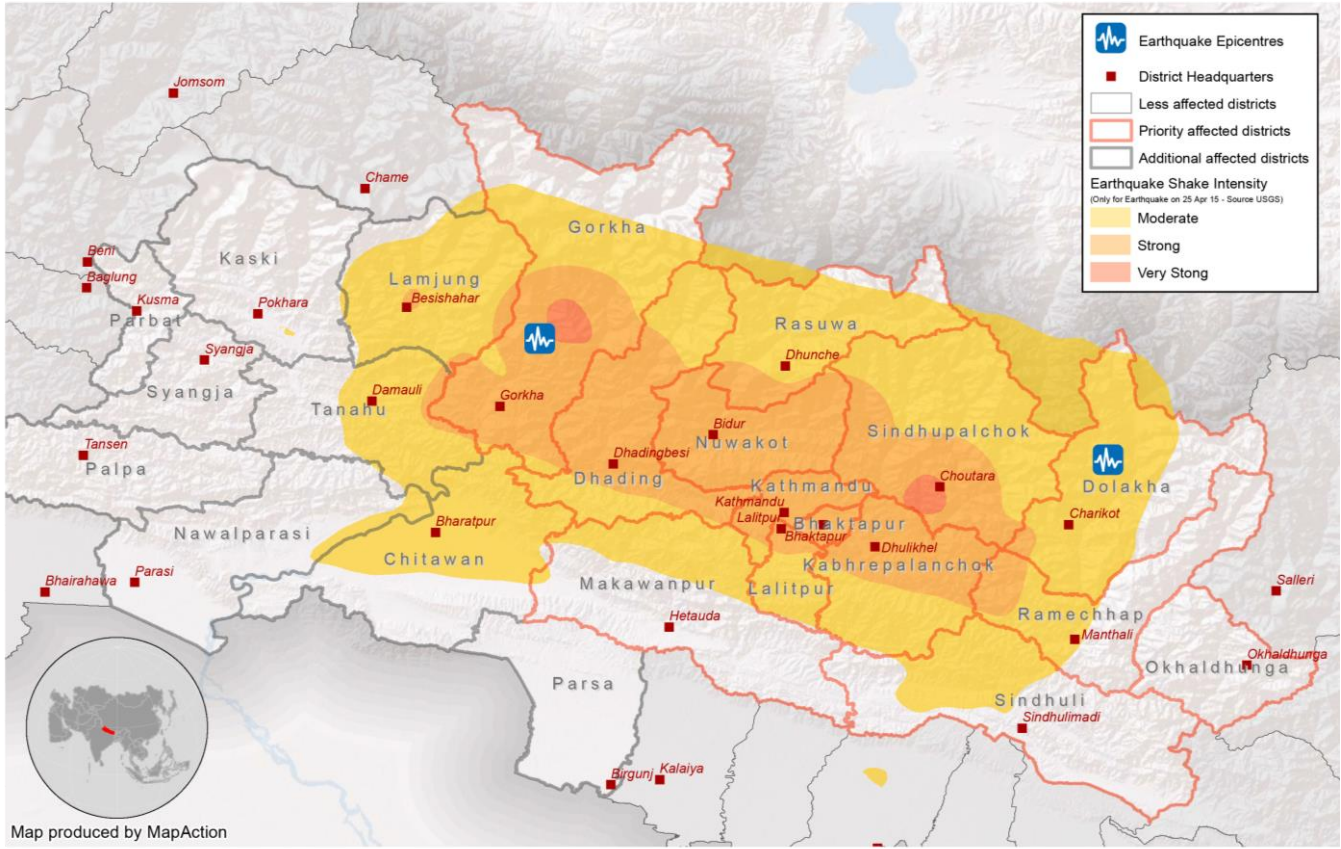 Earthquake Epicentres
District Headquarters
Less affected districts
Priority affected districts
Additional affected districts
Earthquake Shake Intensity
(Only for Earthquake on 25 Apr 15 - Source USGS)
Moderate
Strong
Very Stong
Jomsom
Chame
Gorkha
Kaski
Beni
Baglung
Lamjung
Besishahar
Kusma
Pokhara
Parbat
Rasuwa
Syangja
Dhunche
Syangja
Damauli
Gorkha
Tanahu
Bidur
Nuwakot
Sindhupalchok
Tansen
Palpa
Dhadingbesi
Dhading
Choutara
Kathmandu
Dolakha
Kathmandu
Lalitpur
Bhaktapur
Bhaktapur
Charikot
Bharatpur
Nawalparasi
Chitawan
Dhulikhel
Kabhrepalanchok
Makawanpur
Lalitpur
Bhairahawa
Parasi
Salleri
Ramechhap
Hetauda
Manthali
Okhaldhunga
Okhaldhunga
Parsa
Sindhuli
Sindhulimadi
Birgunj
Kalaiya
Map produced by MapAction